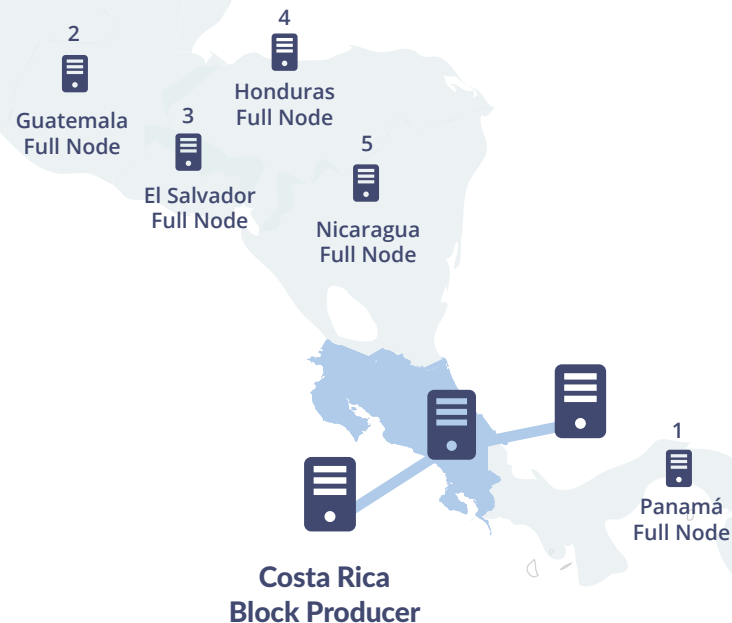 4
2
Honduras
Full Node
Guatemala
Full Node
3
El Salvador
Full Node
5
Nicaragua
Full Node
1
Panamá
Full Node
Costa Rica
Block Producer